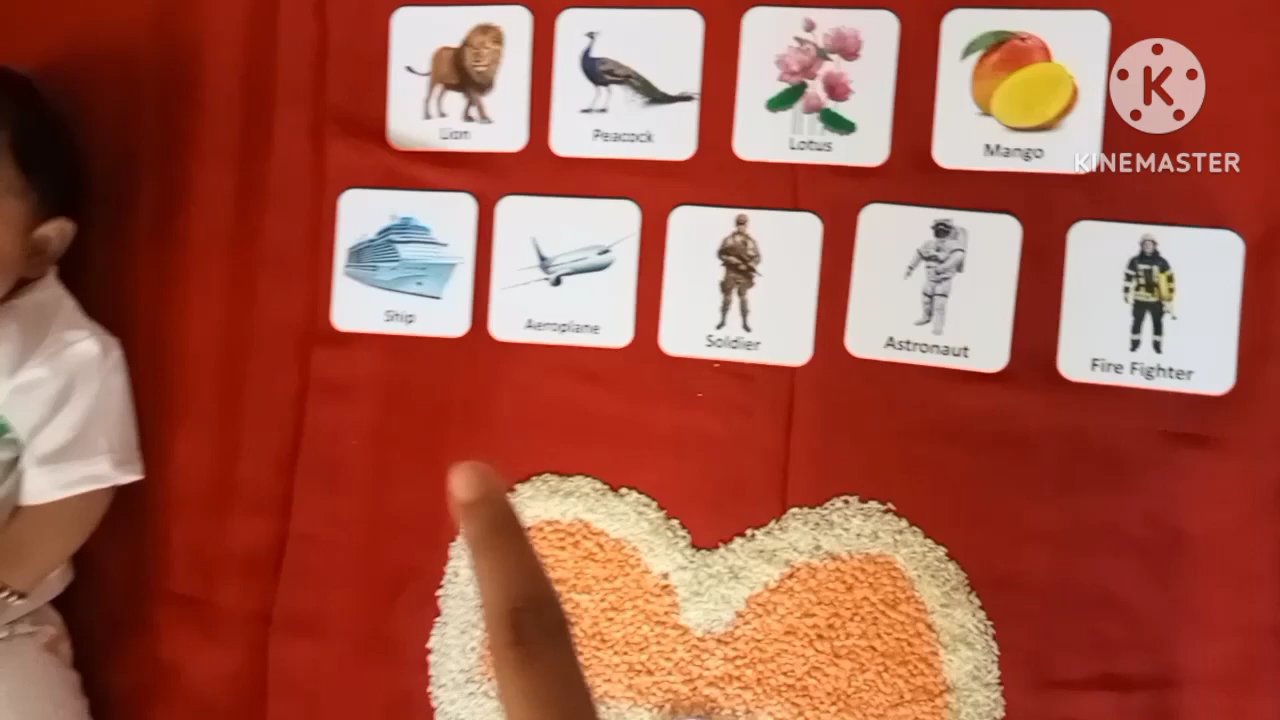 Lion
Peacock
Lotus
Mango
K
KINEMASTER
Ship
Aeroplane
Soldier
Astronaut
Fire Fighter